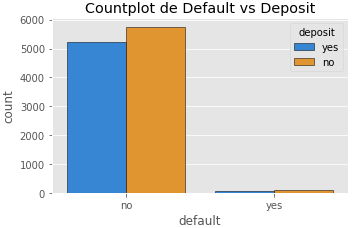 Countplot de Default vs Deposit
6000
5000
4000
3000
2000
1000
0
count
deposit
yes
no
no
yes
default